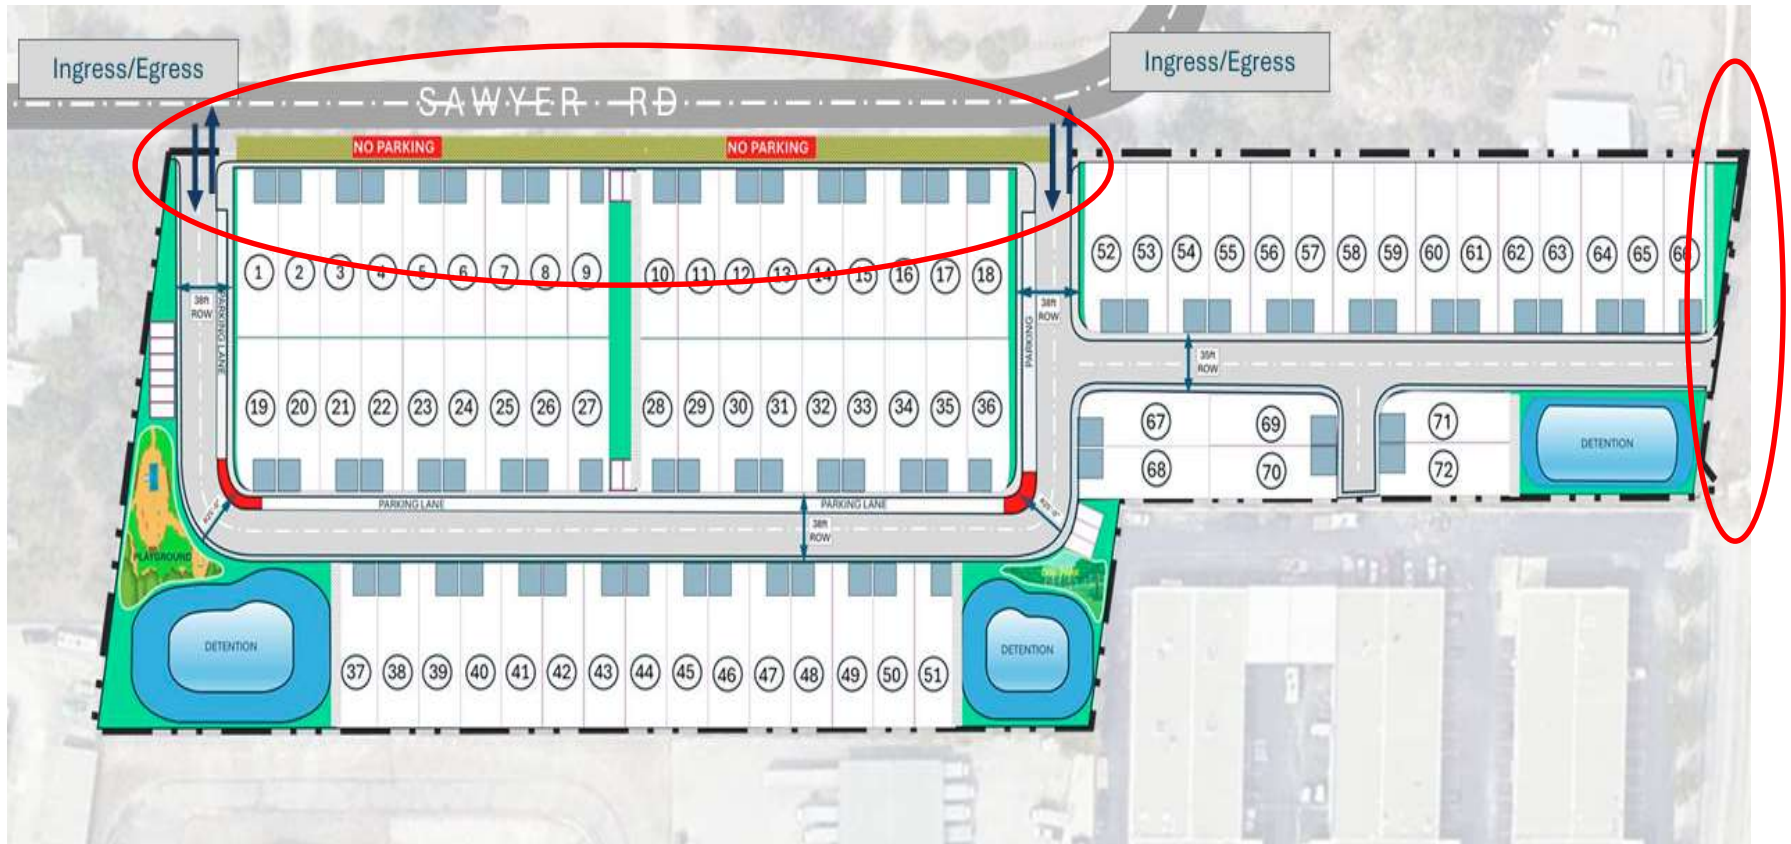 Ingress/Egress
Ingress/Egress
SAWYER RD
NO PARKING
NO PARKING
1 2 3 4 5 6 7 8 9 10 11 12 13 14 15 16 17 18
52 53 54 55 56 57 58 59 60 61 62 63 64 65 66
38ft
ROW
PARKING LANE
38ft
ROW
PARKING
35ft
ROW
19 20 21 22 23 24 25 26 27 28 29 30 31 32 33 34 35 36
67 69 71
68 70 72
DETENTION
PARKING LANE
PARKING LANE
38ft
ROW
PLAYGROUND
DETENTION
DETENTION
37 38 39 40 41 42 43 44 45 46 47 48 49 50 51